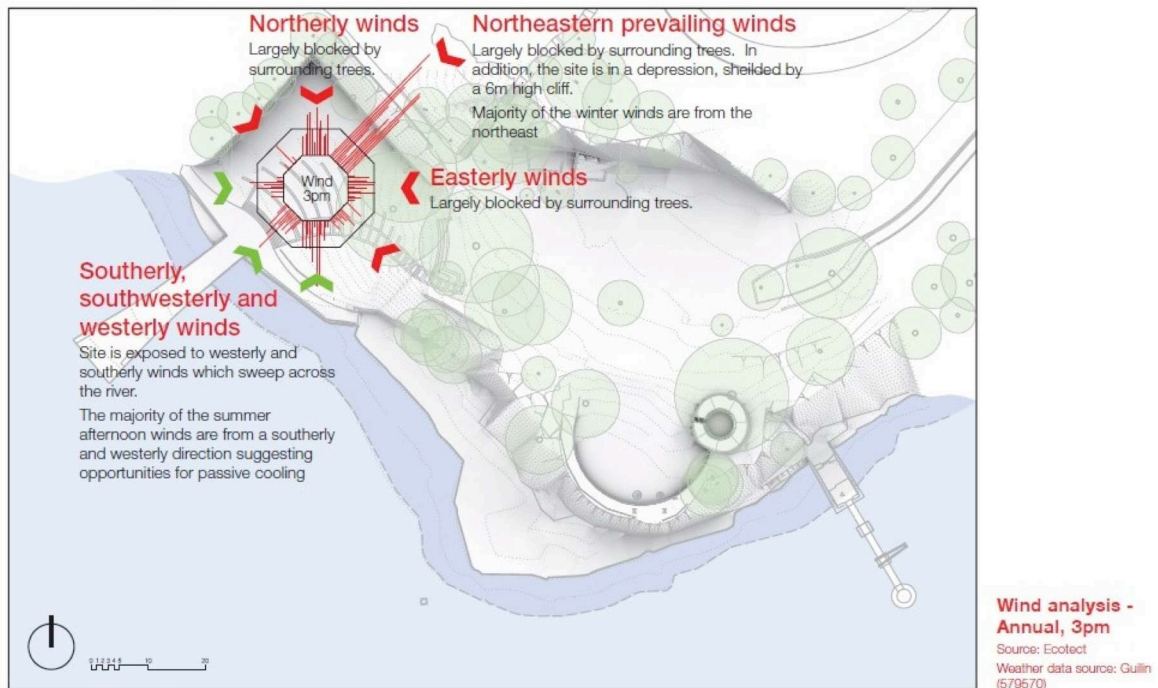 Northerly winds
Largely blocked by
surrounding trees.
Northeastern prevailing winds
Largely blocked by surrounding trees.  In
addition, the site is in a depression, sheilded by
a 6m high cliff.
Majority of the winter winds are from the
northeast
Easterly winds
Largely blocked by surrounding trees.
Wind
3pm
Southerly,
southwesterly and
westerly winds
Site is exposed to westerly and
southerly winds which sweep across
the river.
The majority of the summer
afternoon winds are from a southerly
and westerly direction suggesting
opportunities for passive cooling
0 1 2 3 4 5 10 20
Wind analysis -
Annual, 3pm
Source: Ecotect
Weather data source: Guilin
(579570)